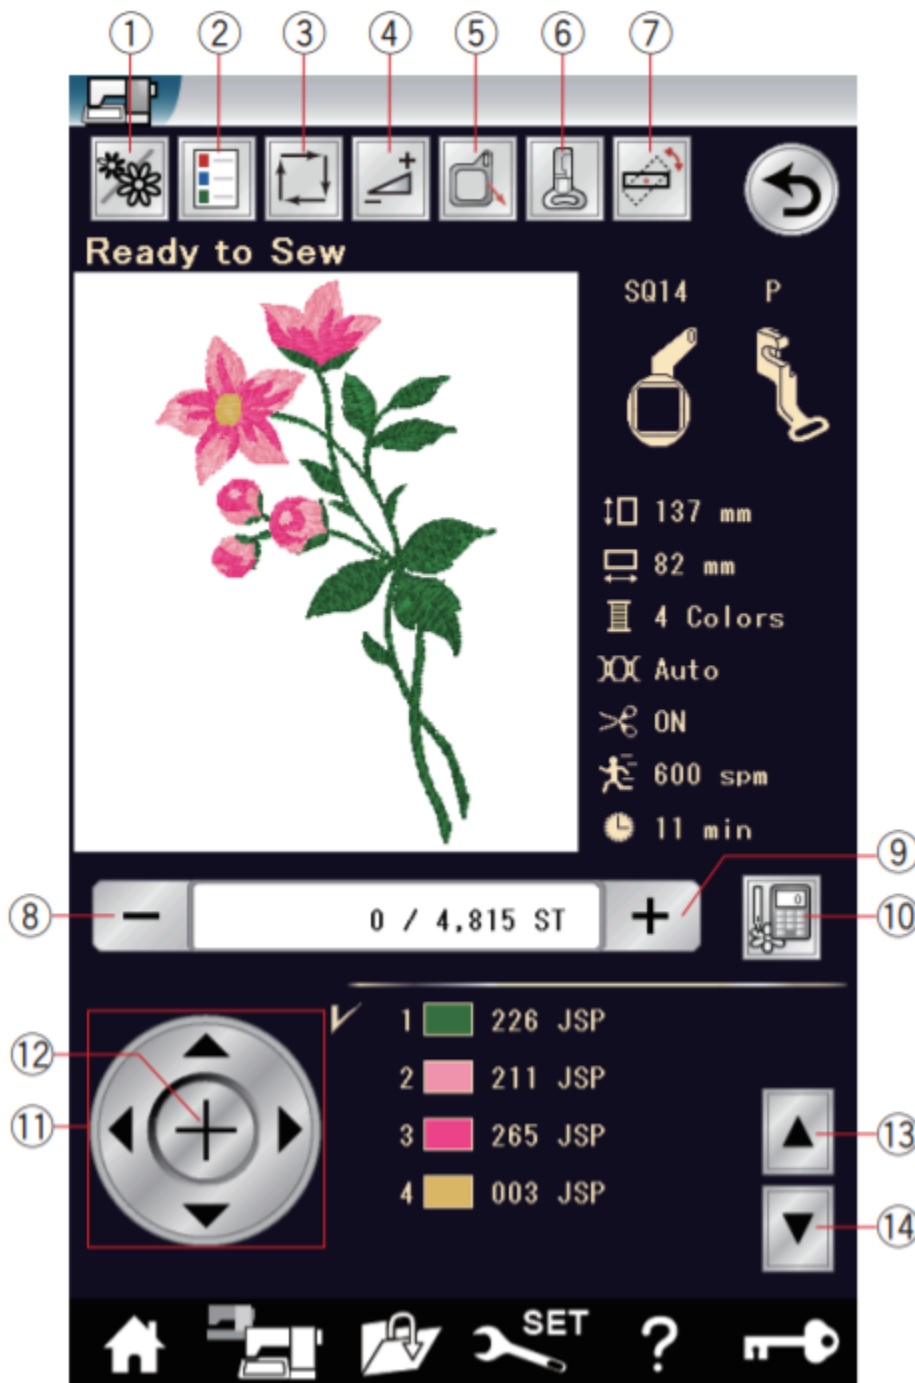 ① ② ③ ④ ⑤ ⑥ ⑦
Ready to Sew
SQ14 P
137 mm
82 mm
4 Colors
Auto
ON
600 spm
11 min
⑨
⑧ − 0 / 4,815 ST + ⑩
1 226 JSP
⑫
2 211 JSP
⑪ 3 265 JSP ⑬
4 003 JSP
⑭
SET ?